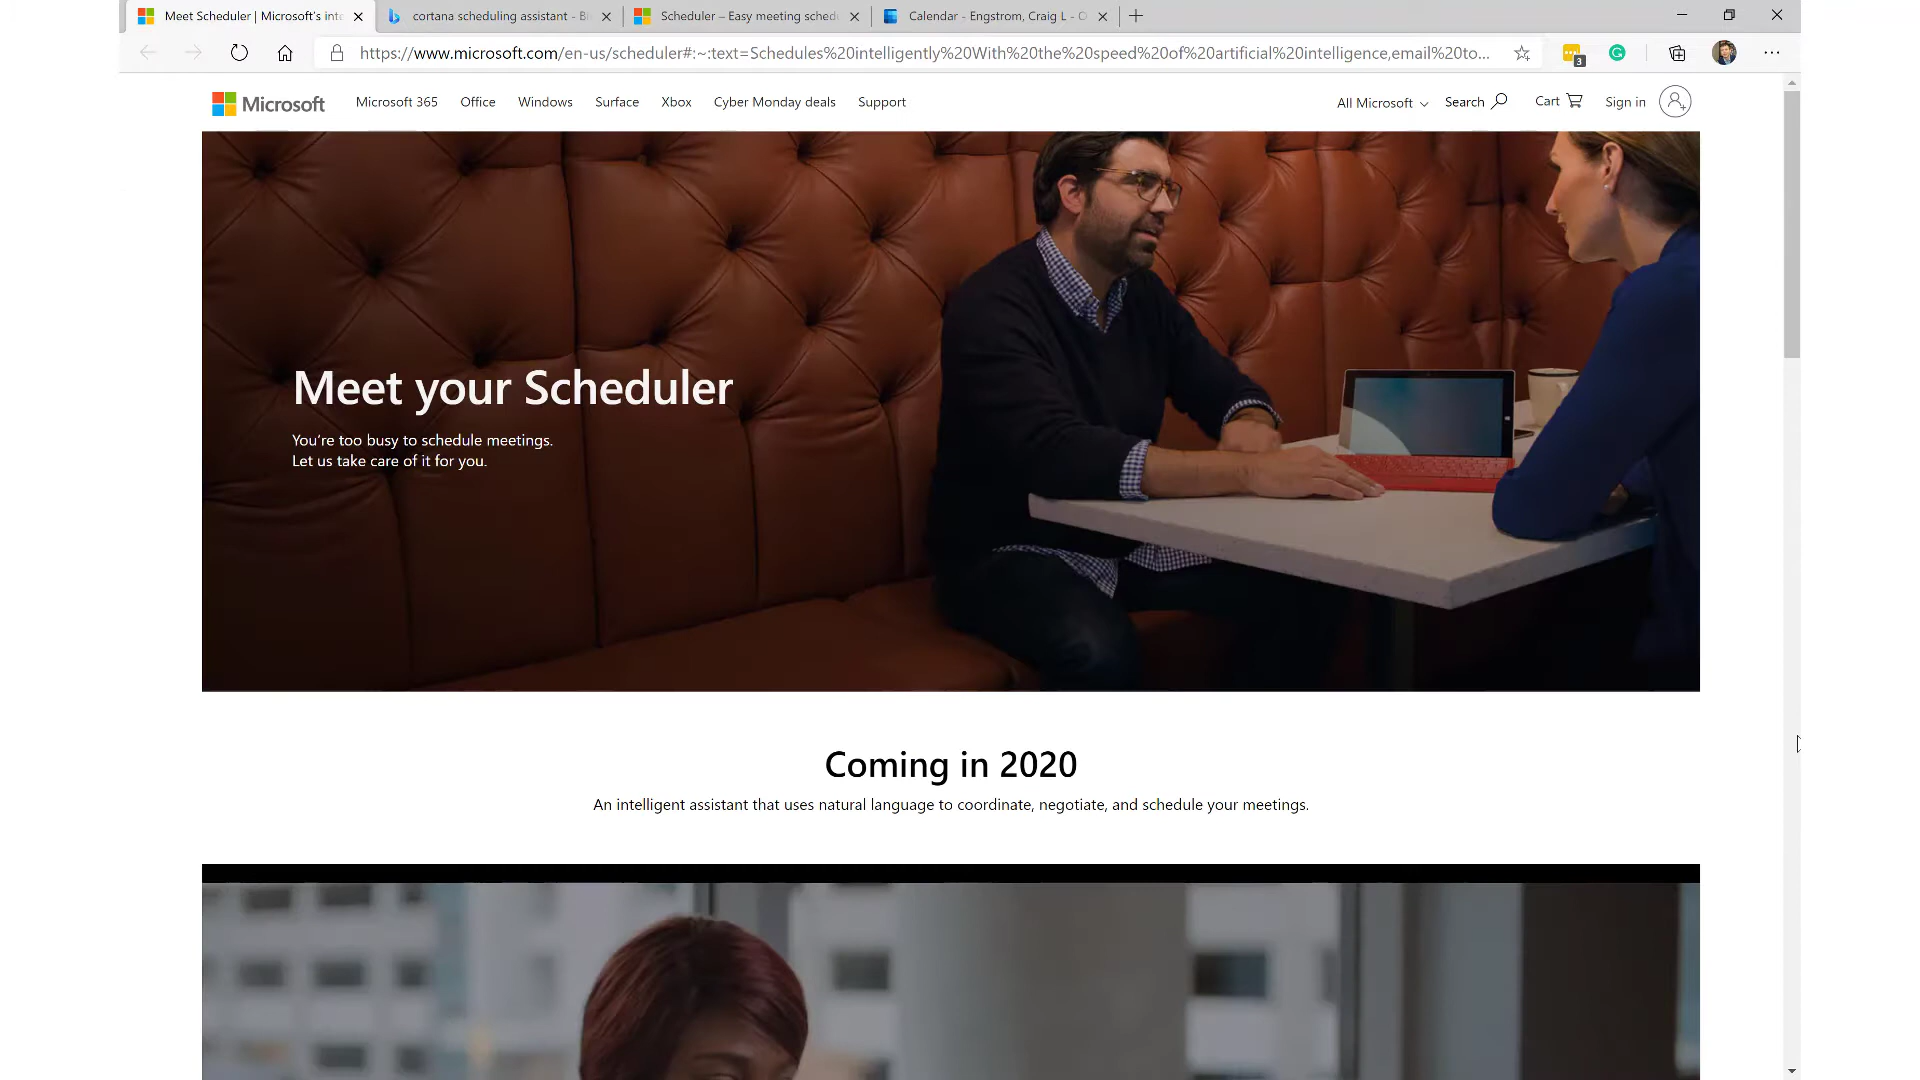 Meet Scheduler | Microsoft's inte
cortana scheduling assistant - Bi
Scheduler – Easy meeting schedu
Calendar - Engstrom, Craig L - O
https://www.microsoft.com/en-us/scheduler#:~:text=Schedules%20intelligently%20With%20the%20speed%20of%20artificial%20intelligence,email%20to...
3
Microsoft
Microsoft 365
Office
Windows
Surface
Xbox
Cyber Monday deals
Support
All Microsoft
Search
Cart
Sign in
Meet your Scheduler
You're too busy to schedule meetings.
Let us take care of it for you.
Coming in 2020
An intelligent assistant that uses natural language to coordinate, negotiate, and schedule your meetings.